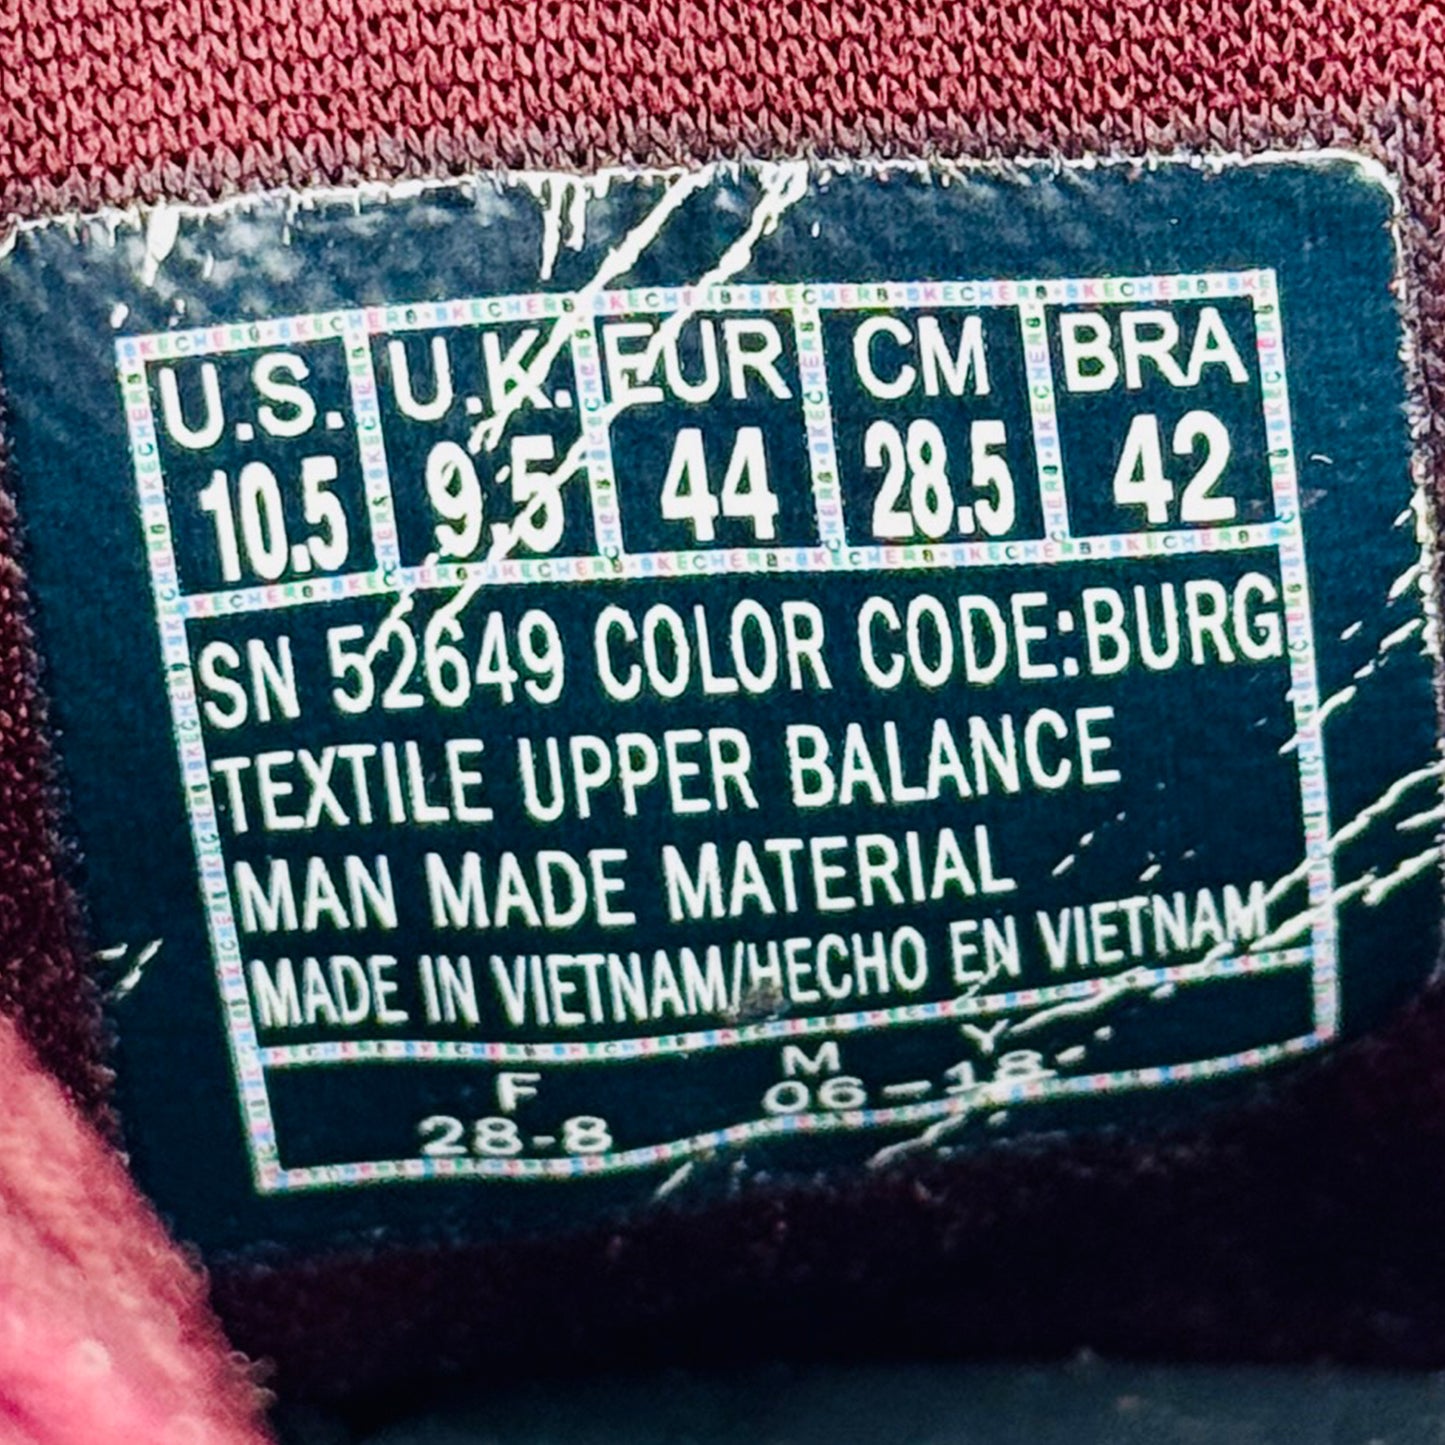 U.S. U.K. EUR CM BRA
10.5 9.5 44 28.5 42
SN 52649 COLOR CODE:BURG
TEXTILE UPPER BALANCE
MAN MADE MATERIAL
MADE IN VIETNAM/HECHO EN VIETNAM
F M Y
28-8 06-18